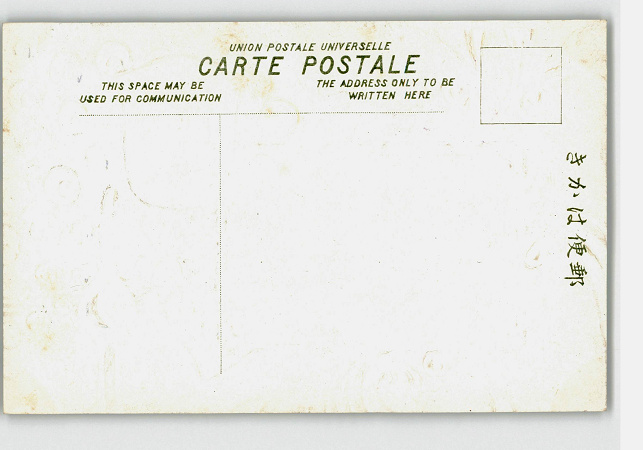 UNION POSTALE UNIVERSELLE
CARTE POSTALE
THIS SPACE MAY BE
USED FOR COMMUNICATION
THE ADDRESS ONLY TO BE
WRITTEN HERE
きかは便郵